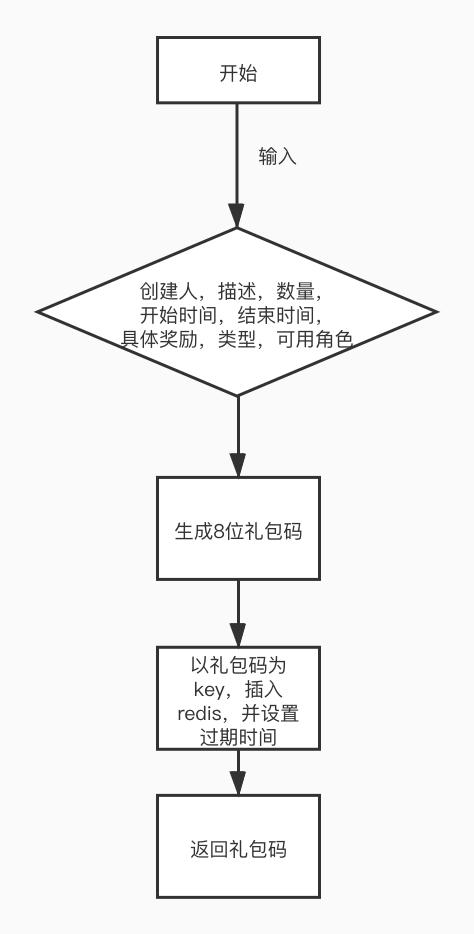 开始
输入
创建人，描述，数量，
开始时间，结束时间，
具体奖励，类型，可用角色
生成8位礼包码
以礼包码为
key，插入
redis，并设置
过期时间
返回礼包码